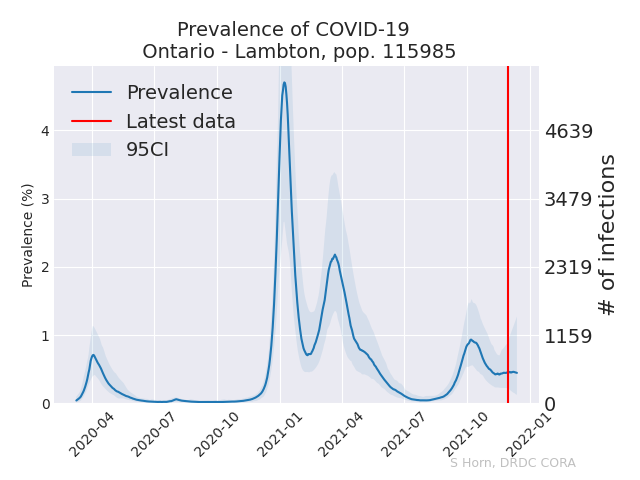 Prevalence of COVID-19
Ontario - Lambton, pop. 115985
Prevalence
Latest data
95CI
Prevalence (%)
4
3
2
1
0
4639
3479
2319
1159
0
# of infections
2020-04
2020-07
2020-10
2021-01
2021-04
2021-07
2021-10
2022-01
S Horn, DRDC CORA